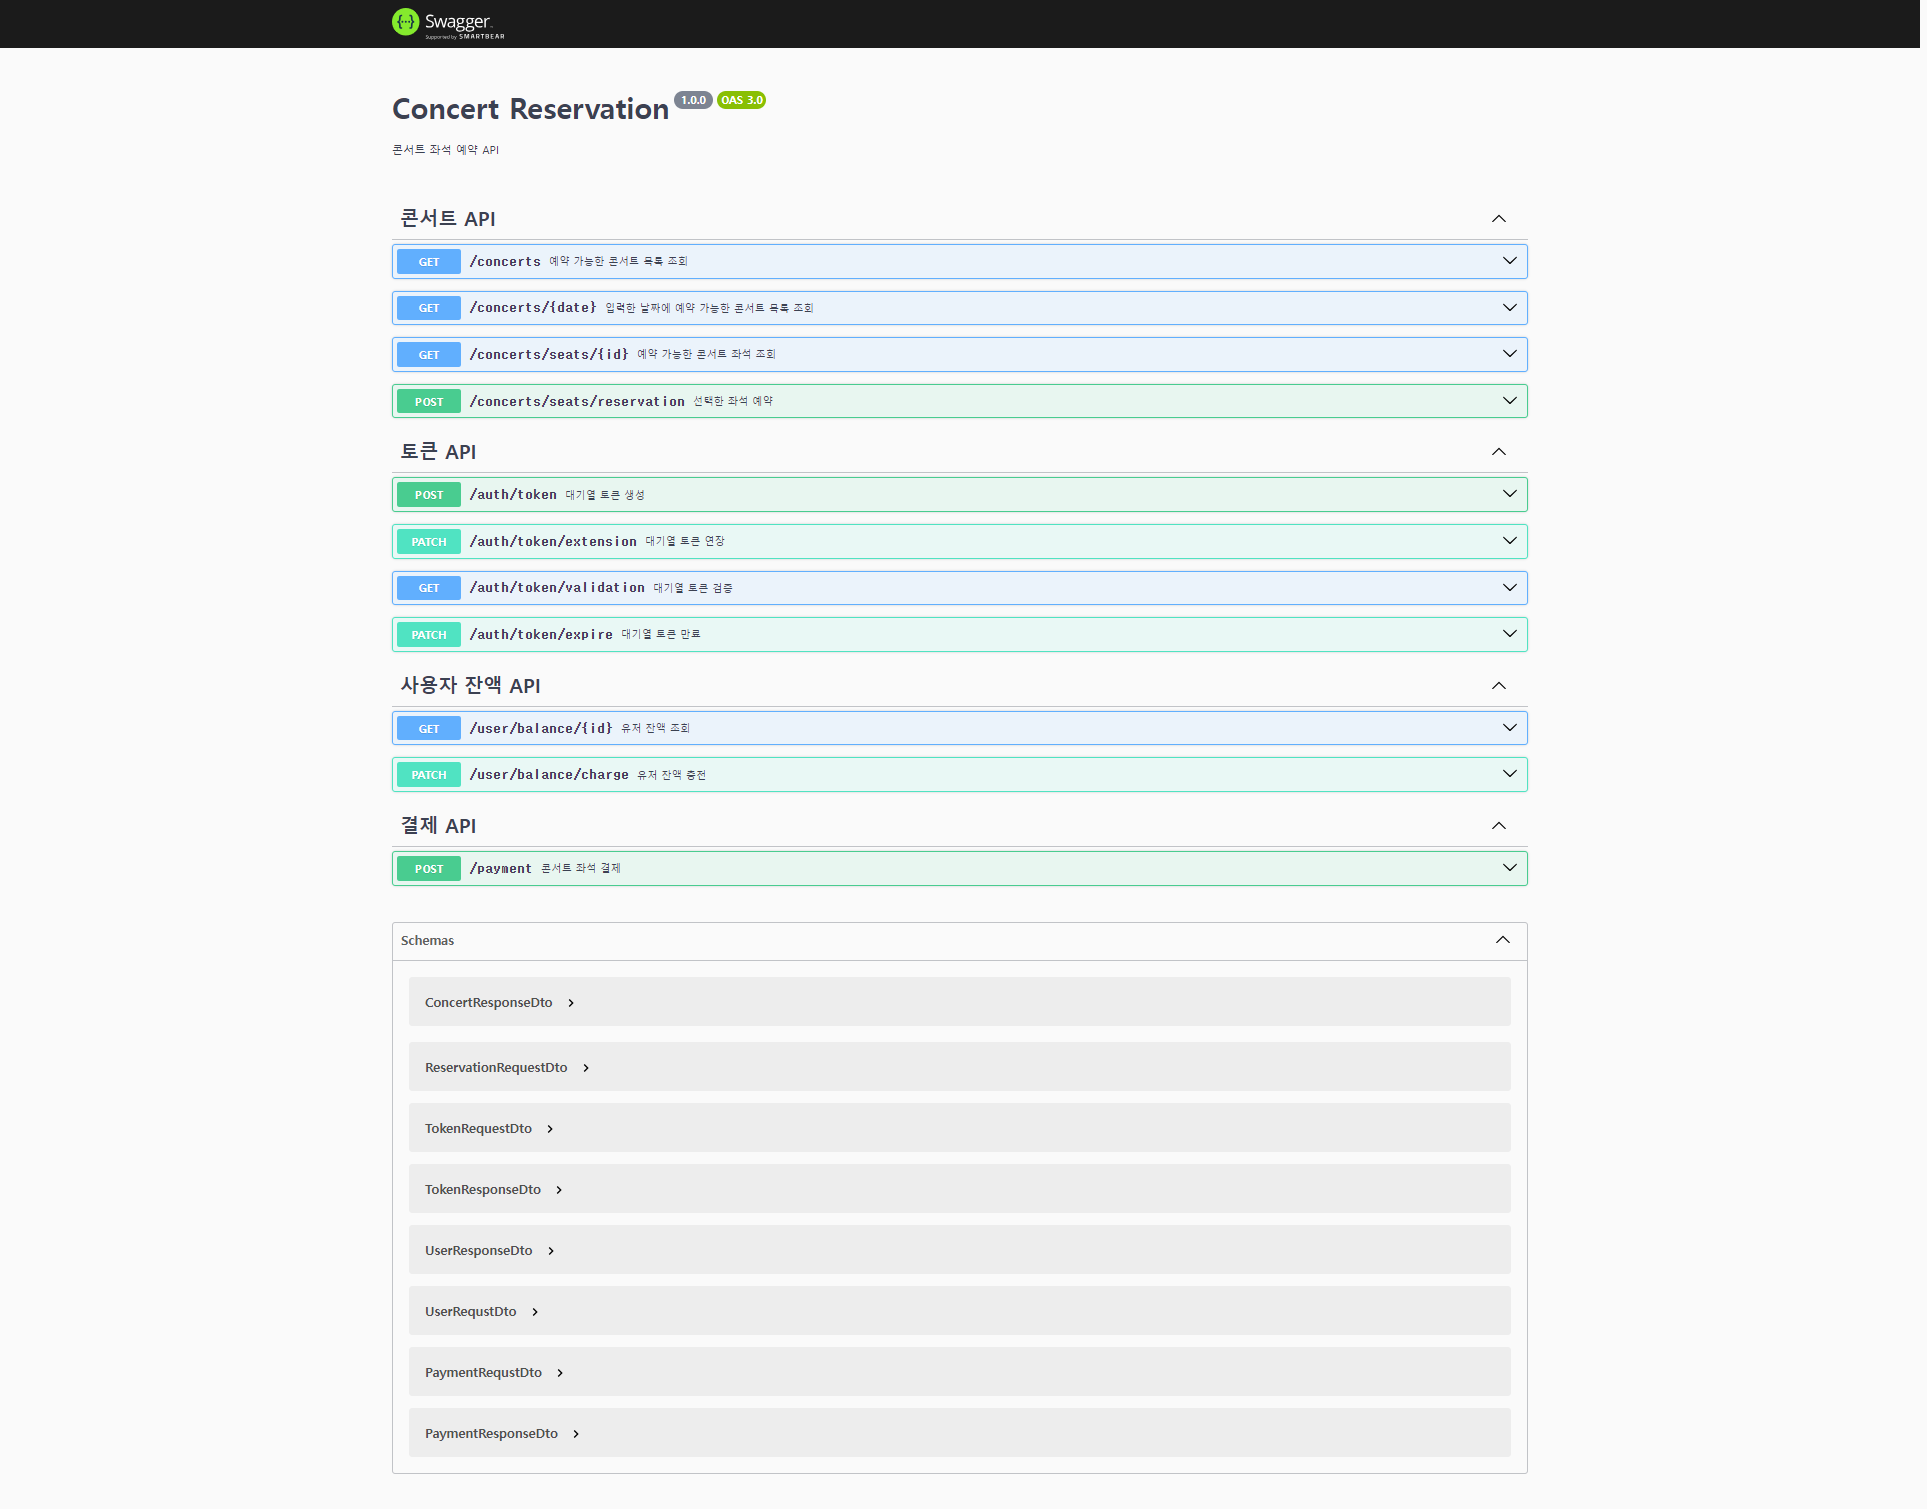 Swagger
Supported by SMARTBEAR
Concert Reservation 1.0.0 OAS 3.0
콘서트 좌석 예약 API
콘서트 API
GET /concerts 예약 가능한 콘서트 목록 조회
GET /concerts/{date} 입력한 날짜에 예약 가능한 콘서트 목록 조회
GET /concerts/seats/{id} 예약 가능한 콘서트 좌석 조회
POST /concerts/seats/reservation 선택한 좌석 예약
토큰 API
POST /auth/token 대기열 토큰 생성
PATCH /auth/token/extension 대기열 토큰 연장
GET /auth/token/validation 대기열 토큰 검증
PATCH /auth/token/expire 대기열 토큰 만료
사용자 잔액 API
GET /user/balance/{id} 유저 잔액 조회
PATCH /user/balance/charge 유저 잔액 충전
결제 API
POST /payment 콘서트 좌석 결제
Schemas
ConcertResponseDto
ReservationRequestDto
TokenRequestDto
TokenResponseDto
UserResponseDto
UserRequstDto
PaymentRequstDto
PaymentResponseDto